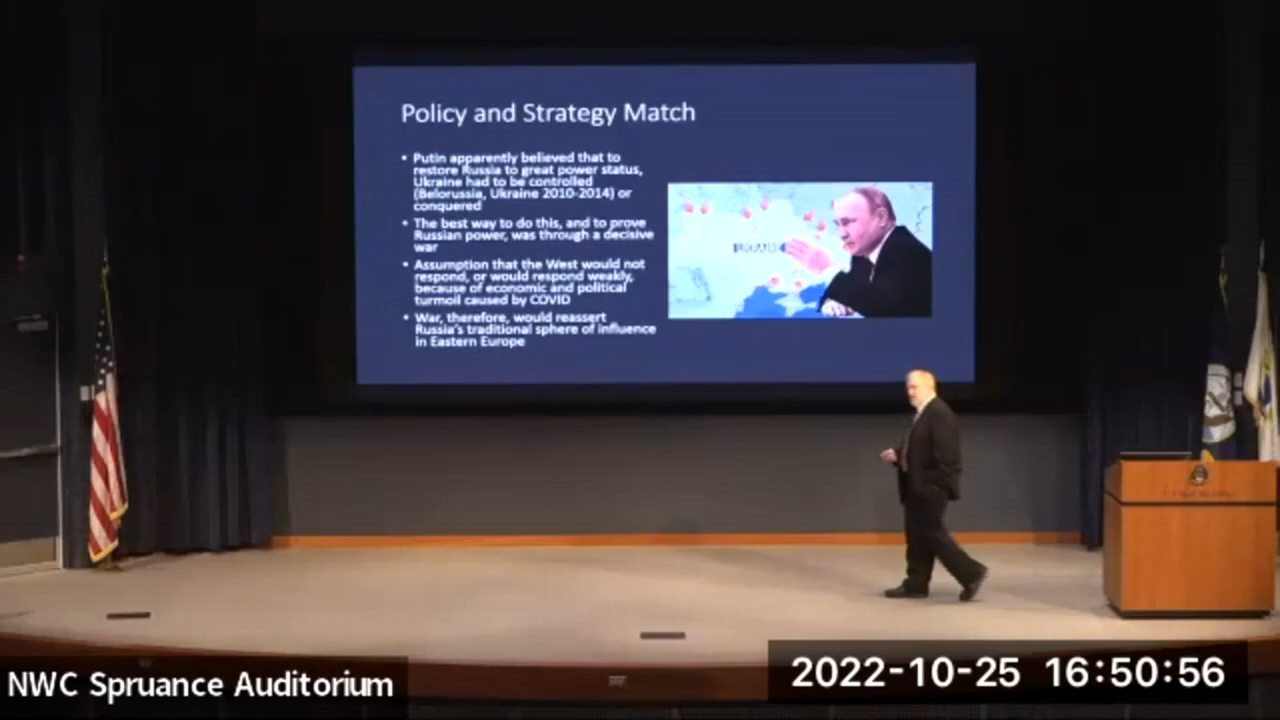 Policy and Strategy Match
• Putin apparently believed that to
restore Russia to great power status,
Ukraine had to be controlled
(Belorussia, Ukraine 2010-2014) or
conquered
• The best way to do this, and to prove
Russian power, was through a decisive
war
• Assumption that the West would not
respond, or would respond weakly,
because of economic and political
turmoil caused by COVID
• War, therefore, would reassert
Russia's traditional sphere of influence
in Eastern Europe
UKRAINE
NWC Spruance Auditorium
2022-10-25 16:50:56